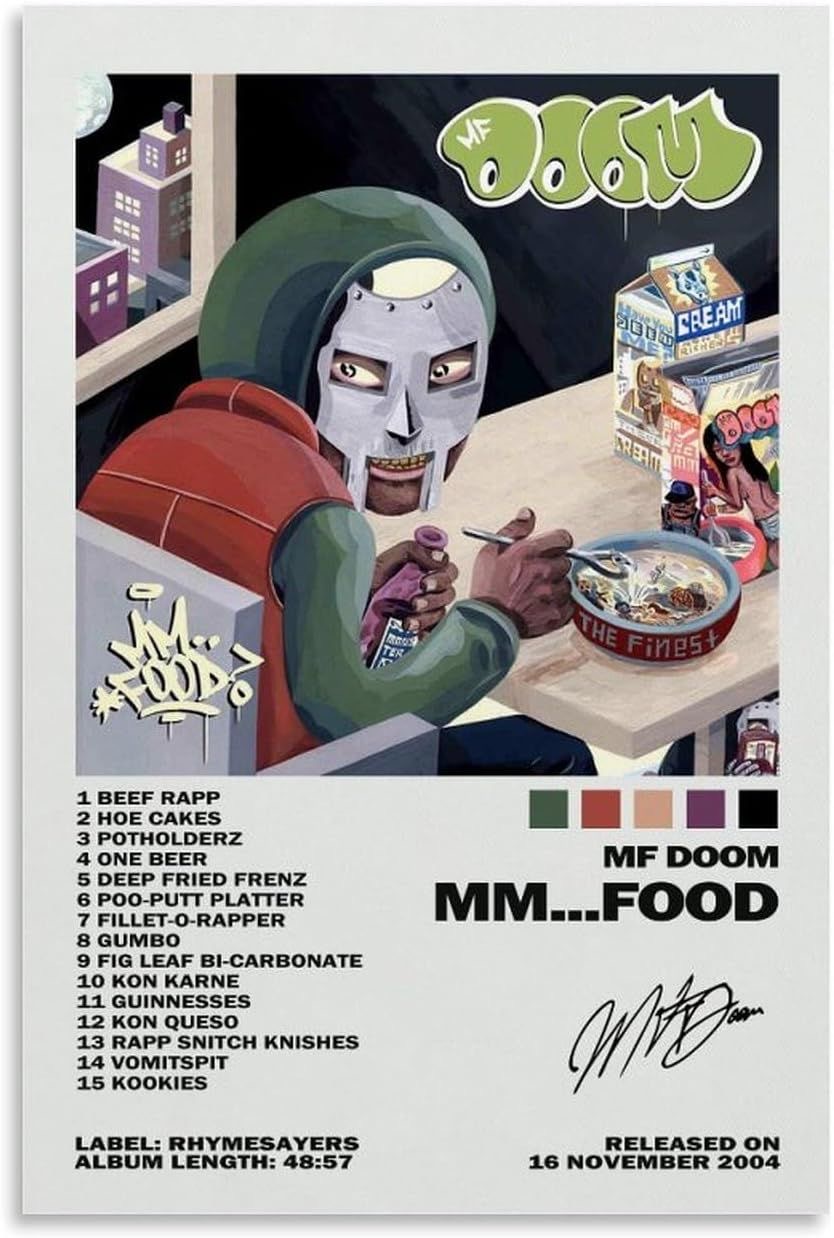 MF DOOM
CREAM
THE FINEST
MM..
FOOD?
1 BEEF RAPP
2 HOE CAKES
3 POTHOLDERZ
4 ONE BEER
5 DEEP FRIED FRENZ
6 POO-PUTT PLATTER
7 FILLET-O-RAPPER
8 GUMBO
9 FIG LEAF BI-CARBONATE
10 KON KARNE
11 GUINNESSES
12 KON QUESO
13 RAPP SNITCH KNISHES
14 VOMITSPIT
15 KOOKIES
MF DOOM
MM...FOOD
MF Doom
LABEL: RHYMESAYERS
ALBUM LENGTH: 48:57
RELEASED ON
16 NOVEMBER 2004